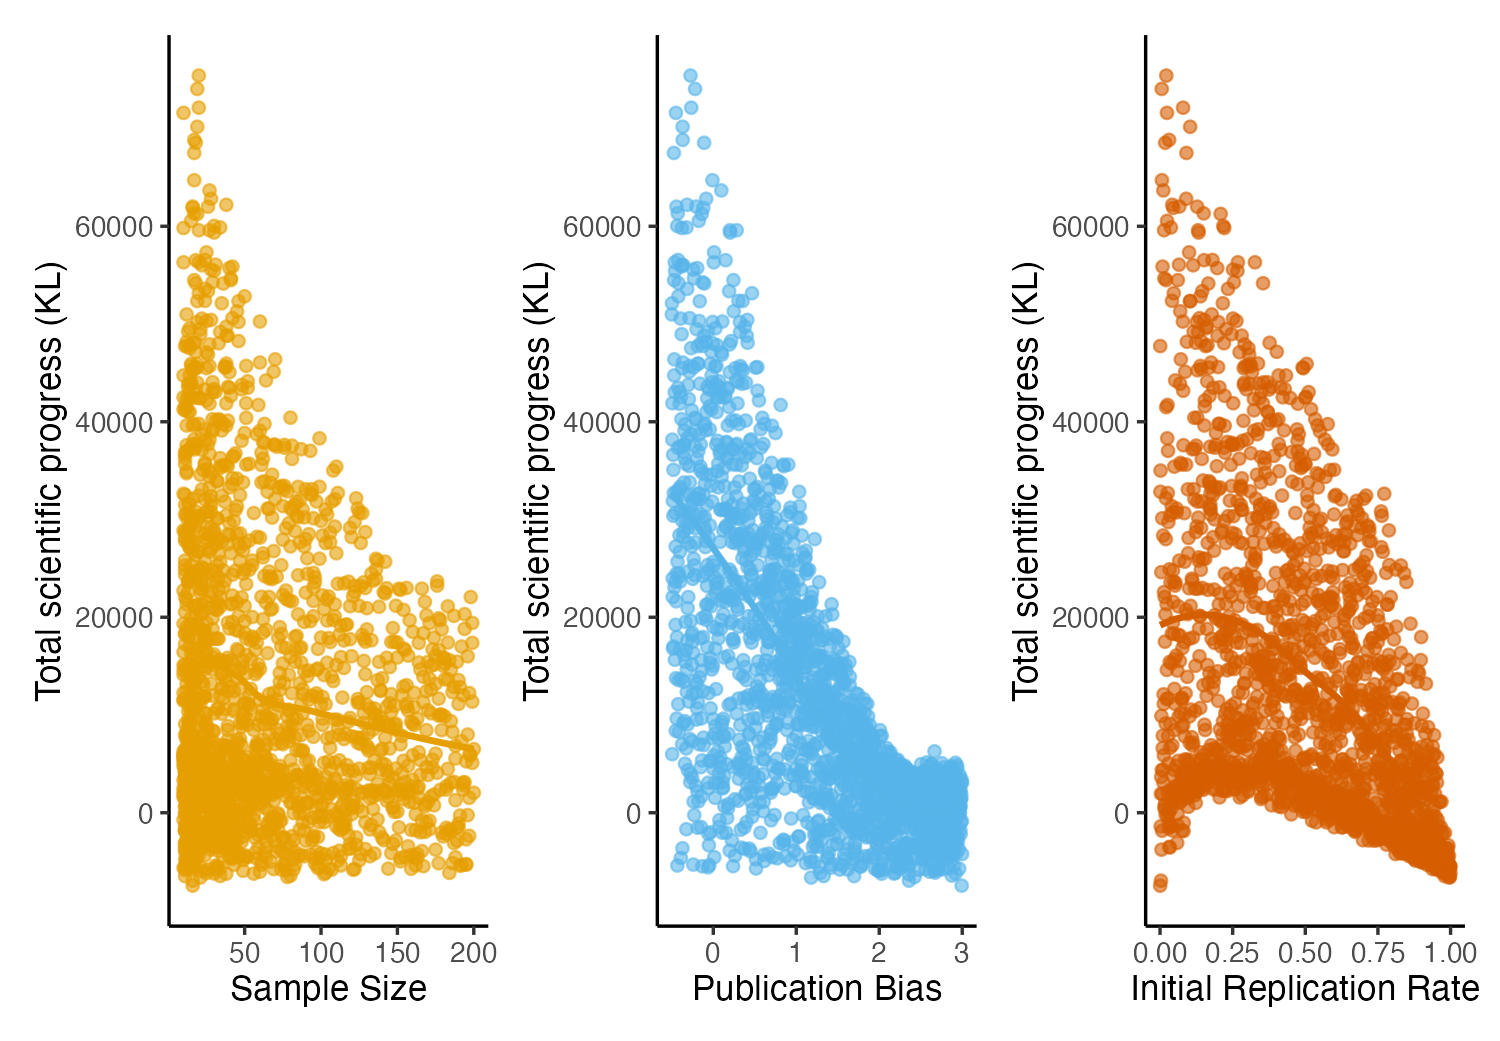 Total scientific progress (KL)
60000
40000
20000
0
50 100 150 200
Sample Size
Total scientific progress (KL)
60000
40000
20000
0
0 1 2 3
Publication Bias
Total scientific progress (KL)
60000
40000
20000
0
0.00 0.25 0.50 0.75 1.00
Initial Replication Rate